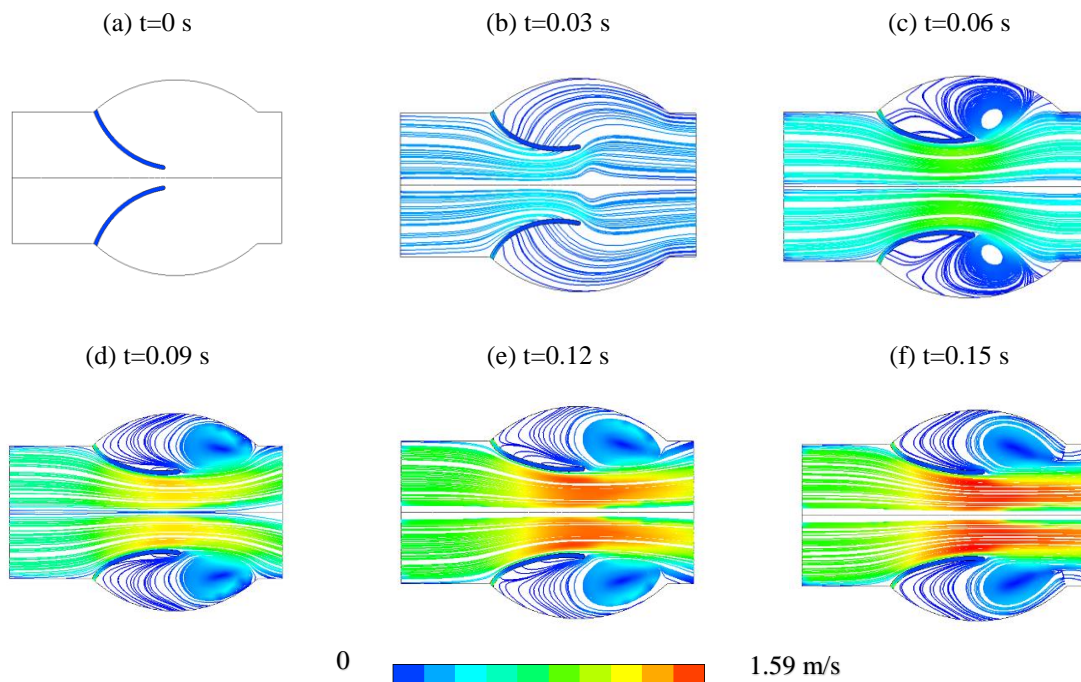 (a) t=0 s
(b) t=0.03 s
(c) t=0.06 s
(d) t=0.09 s
(e) t=0.12 s
(f) t=0.15 s
0
1.59 m/s